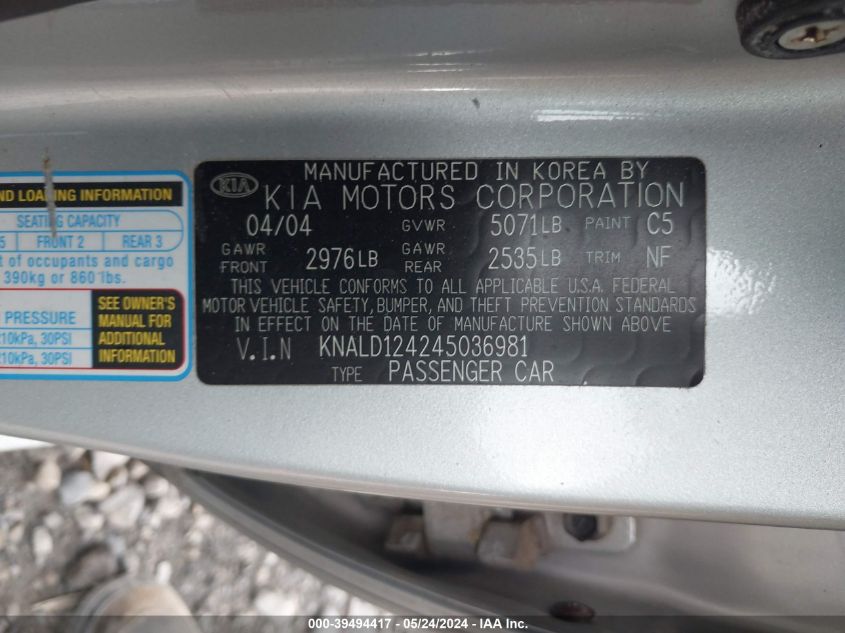 MANUFACTURED IN KOREA BY
KIA KIA MOTORS CORPORATION
04/04 GVWR 5071LB PAINT C5
GAWR FRONT 2976LB GAWR REAR 2535LB TRIM NF
THIS VEHICLE CONFORMS TO ALL APPLICABLE U.S.A. FEDERAL
MOTOR VEHICLE SAFETY, BUMPER, AND THEFT PREVENTION STANDARDS
IN EFFECT ON THE DATE OF MANUFACTURE SHOWN ABOVE
V.I.N KNALD124245036981
TYPE PASSENGER CAR
ND LOADING INFORMATION
SEATING CAPACITY
5 FRONT 2 REAR 3
t of occupants and cargo
390kg or 860 lbs.
PRESSURE
210kPa, 30PSI
210kPa, 30PSI
SEE OWNER'S
MANUAL FOR
ADDITIONAL
INFORMATION
000-39494417 - 05/24/2024 - IAA Inc.